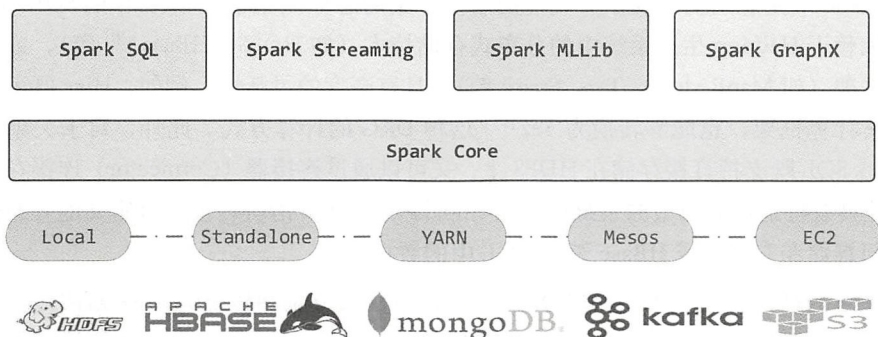 Spark SQL
Spark Streaming
Spark MLLib
Spark GraphX
Spark Core
Local
Standalone
YARN
Mesos
EC2
HDFS
APACHE
HBASE
mongoDB.
kafka
S3